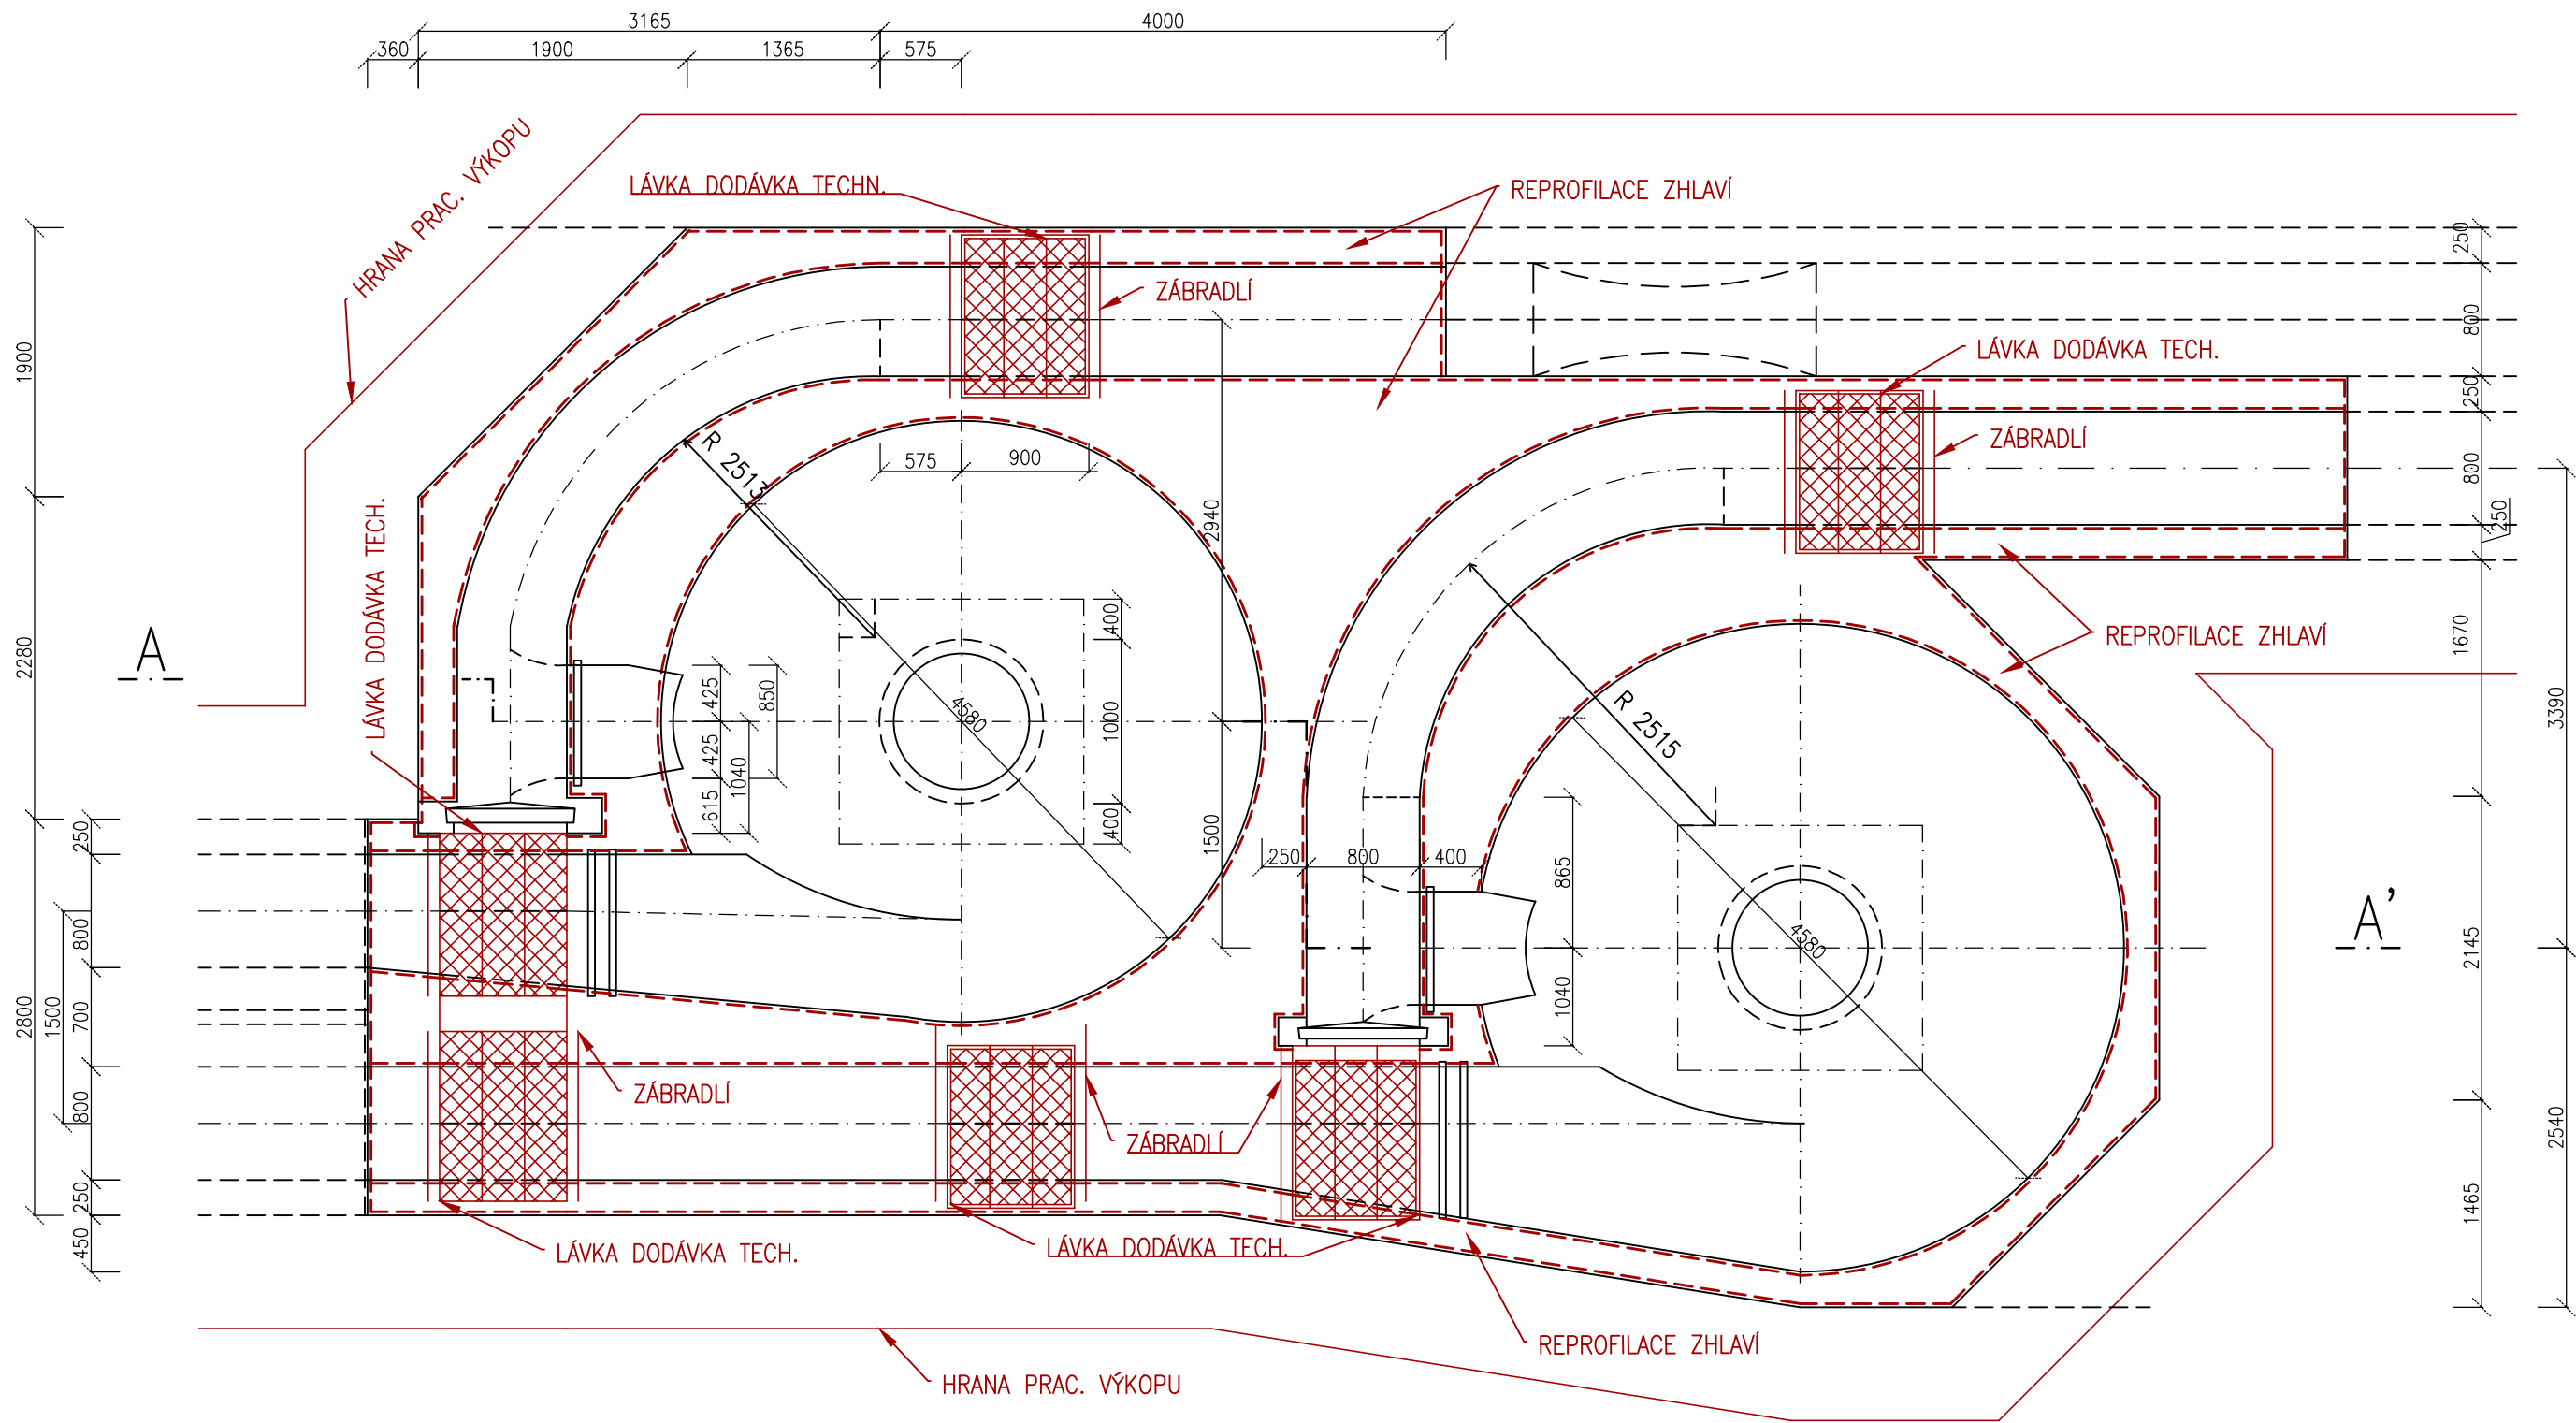 3165
4000
360
1900
1365
575
HRANA PRAC. VÝKOPU
LÁVKA DODÁVKA TECHN.
REPROFILACE ZHLAVÍ
ZÁBRADLÍ
LÁVKA DODÁVKA TECH.
ZÁBRADLÍ
LÁVKA DODÁVKA TECH.
R 2513
575
900
2940
1500
4580
400
1000
400
425
425
615
850
1040
R 2515
4580
250
800
400
865
1040
REPROFILACE ZHLAVÍ
A
A'
1900
2280
2800
250
800
1500
700
800
250
450
250
800
250
800
250
1670
3390
2145
2540
1465
ZÁBRADLÍ
ZÁBRADLÍ
LÁVKA DODÁVKA TECH.
LÁVKA DODÁVKA TECH.
REPROFILACE ZHLAVÍ
HRANA PRAC. VÝKOPU